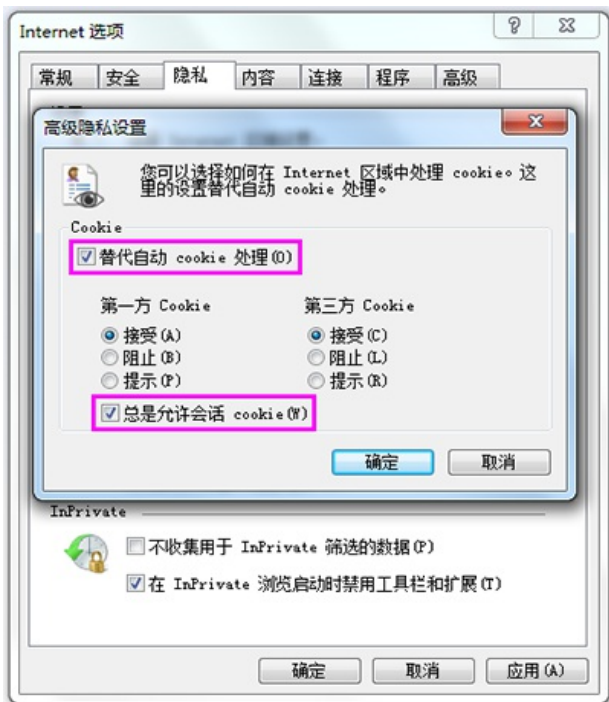 Internet 选项
常规 安全 隐私 内容 连接 程序 高级
高级隐私设置
您可以选择如何在 Internet 区域中处理 cookie。这
里的设置替代自动 cookie 处理。
Cookie
替代自动 cookie 处理(O)
第一方 Cookie 第三方 Cookie
接受(A) 接受(C)
阻止(B) 阻止(L)
提示(P) 提示(R)
总是允许会话 cookie(W)
确定 取消
InPrivate
不收集用于 InPrivate 筛选的数据(P)
在 InPrivate 浏览启动时禁用工具栏和扩展(T)
确定 取消 应用(A)